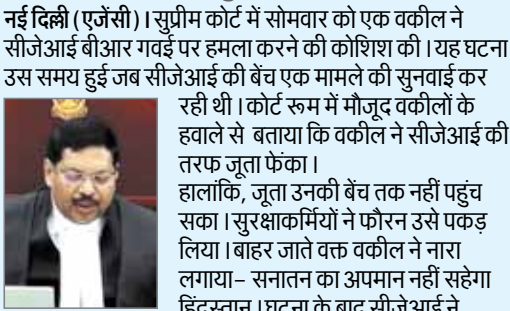 नई दिल्ली (एजेंसी)। सुप्रीम कोर्ट में सोमवार को एक वकील ने
सीजेआई बीआर गवई पर हमला करने की कोशिश की। यह घटना
उस समय हुई जब सीजेआई की बेंच एक मामले की सुनवाई कर
रही थी। कोर्ट रूम में मौजूद वकीलों के
हवाले से बताया कि वकील ने सीजेआई की
तरफ जूता फेंका।
हालांकि, जूता उनकी बेंच तक नहीं पहुंच
सका। सुरक्षाकर्मियों ने फौरन उसे पकड़
लिया। बाहर जाते वक्त वकील ने नारा
लगाया– सनातन का अपमान नहीं सहेगा
हिंदुस्तान। घटना के बाद सीजेआई ने